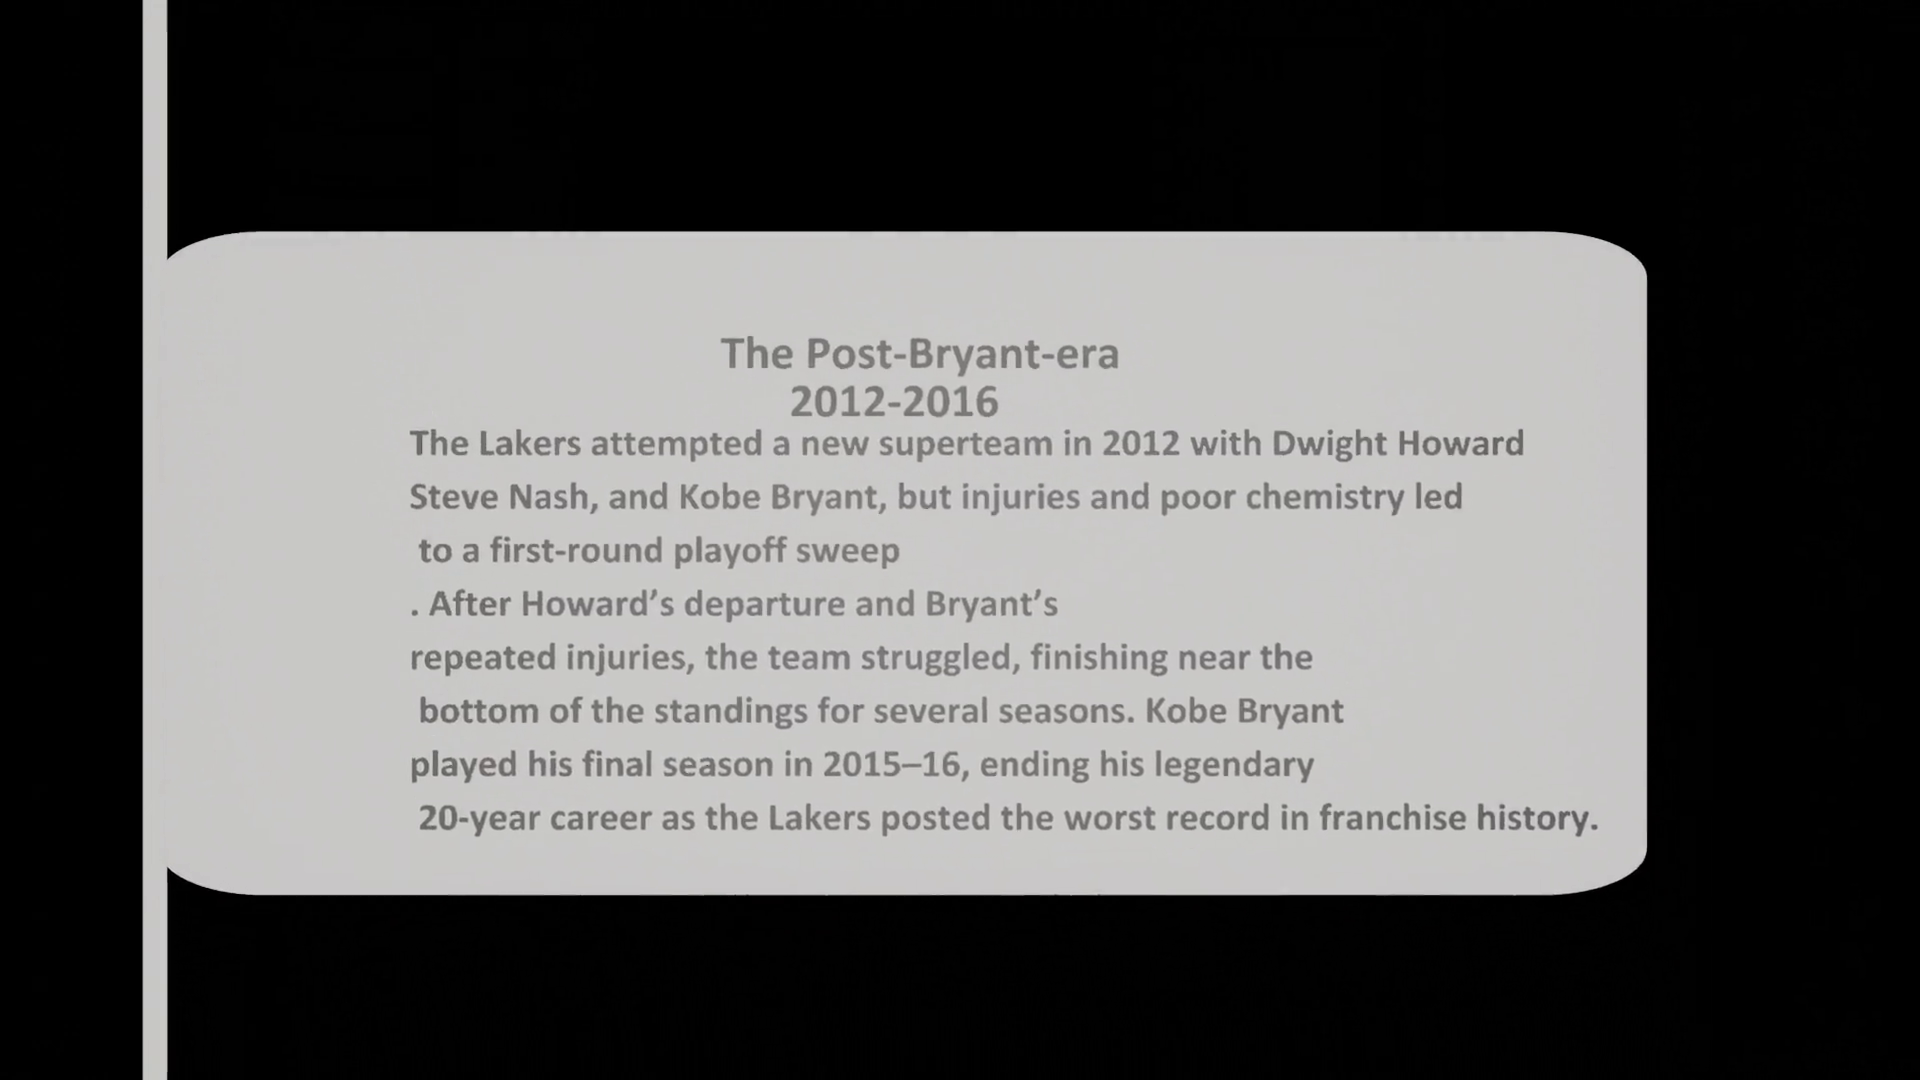 The Post-Bryant-era
2012-2016
The Lakers attempted a new superteam in 2012 with Dwight Howard
Steve Nash, and Kobe Bryant, but injuries and poor chemistry led
to a first-round playoff sweep
. After Howard’s departure and Bryant’s
repeated injuries, the team struggled, finishing near the
bottom of the standings for several seasons. Kobe Bryant
played his final season in 2015–16, ending his legendary
20-year career as the Lakers posted the worst record in franchise history.